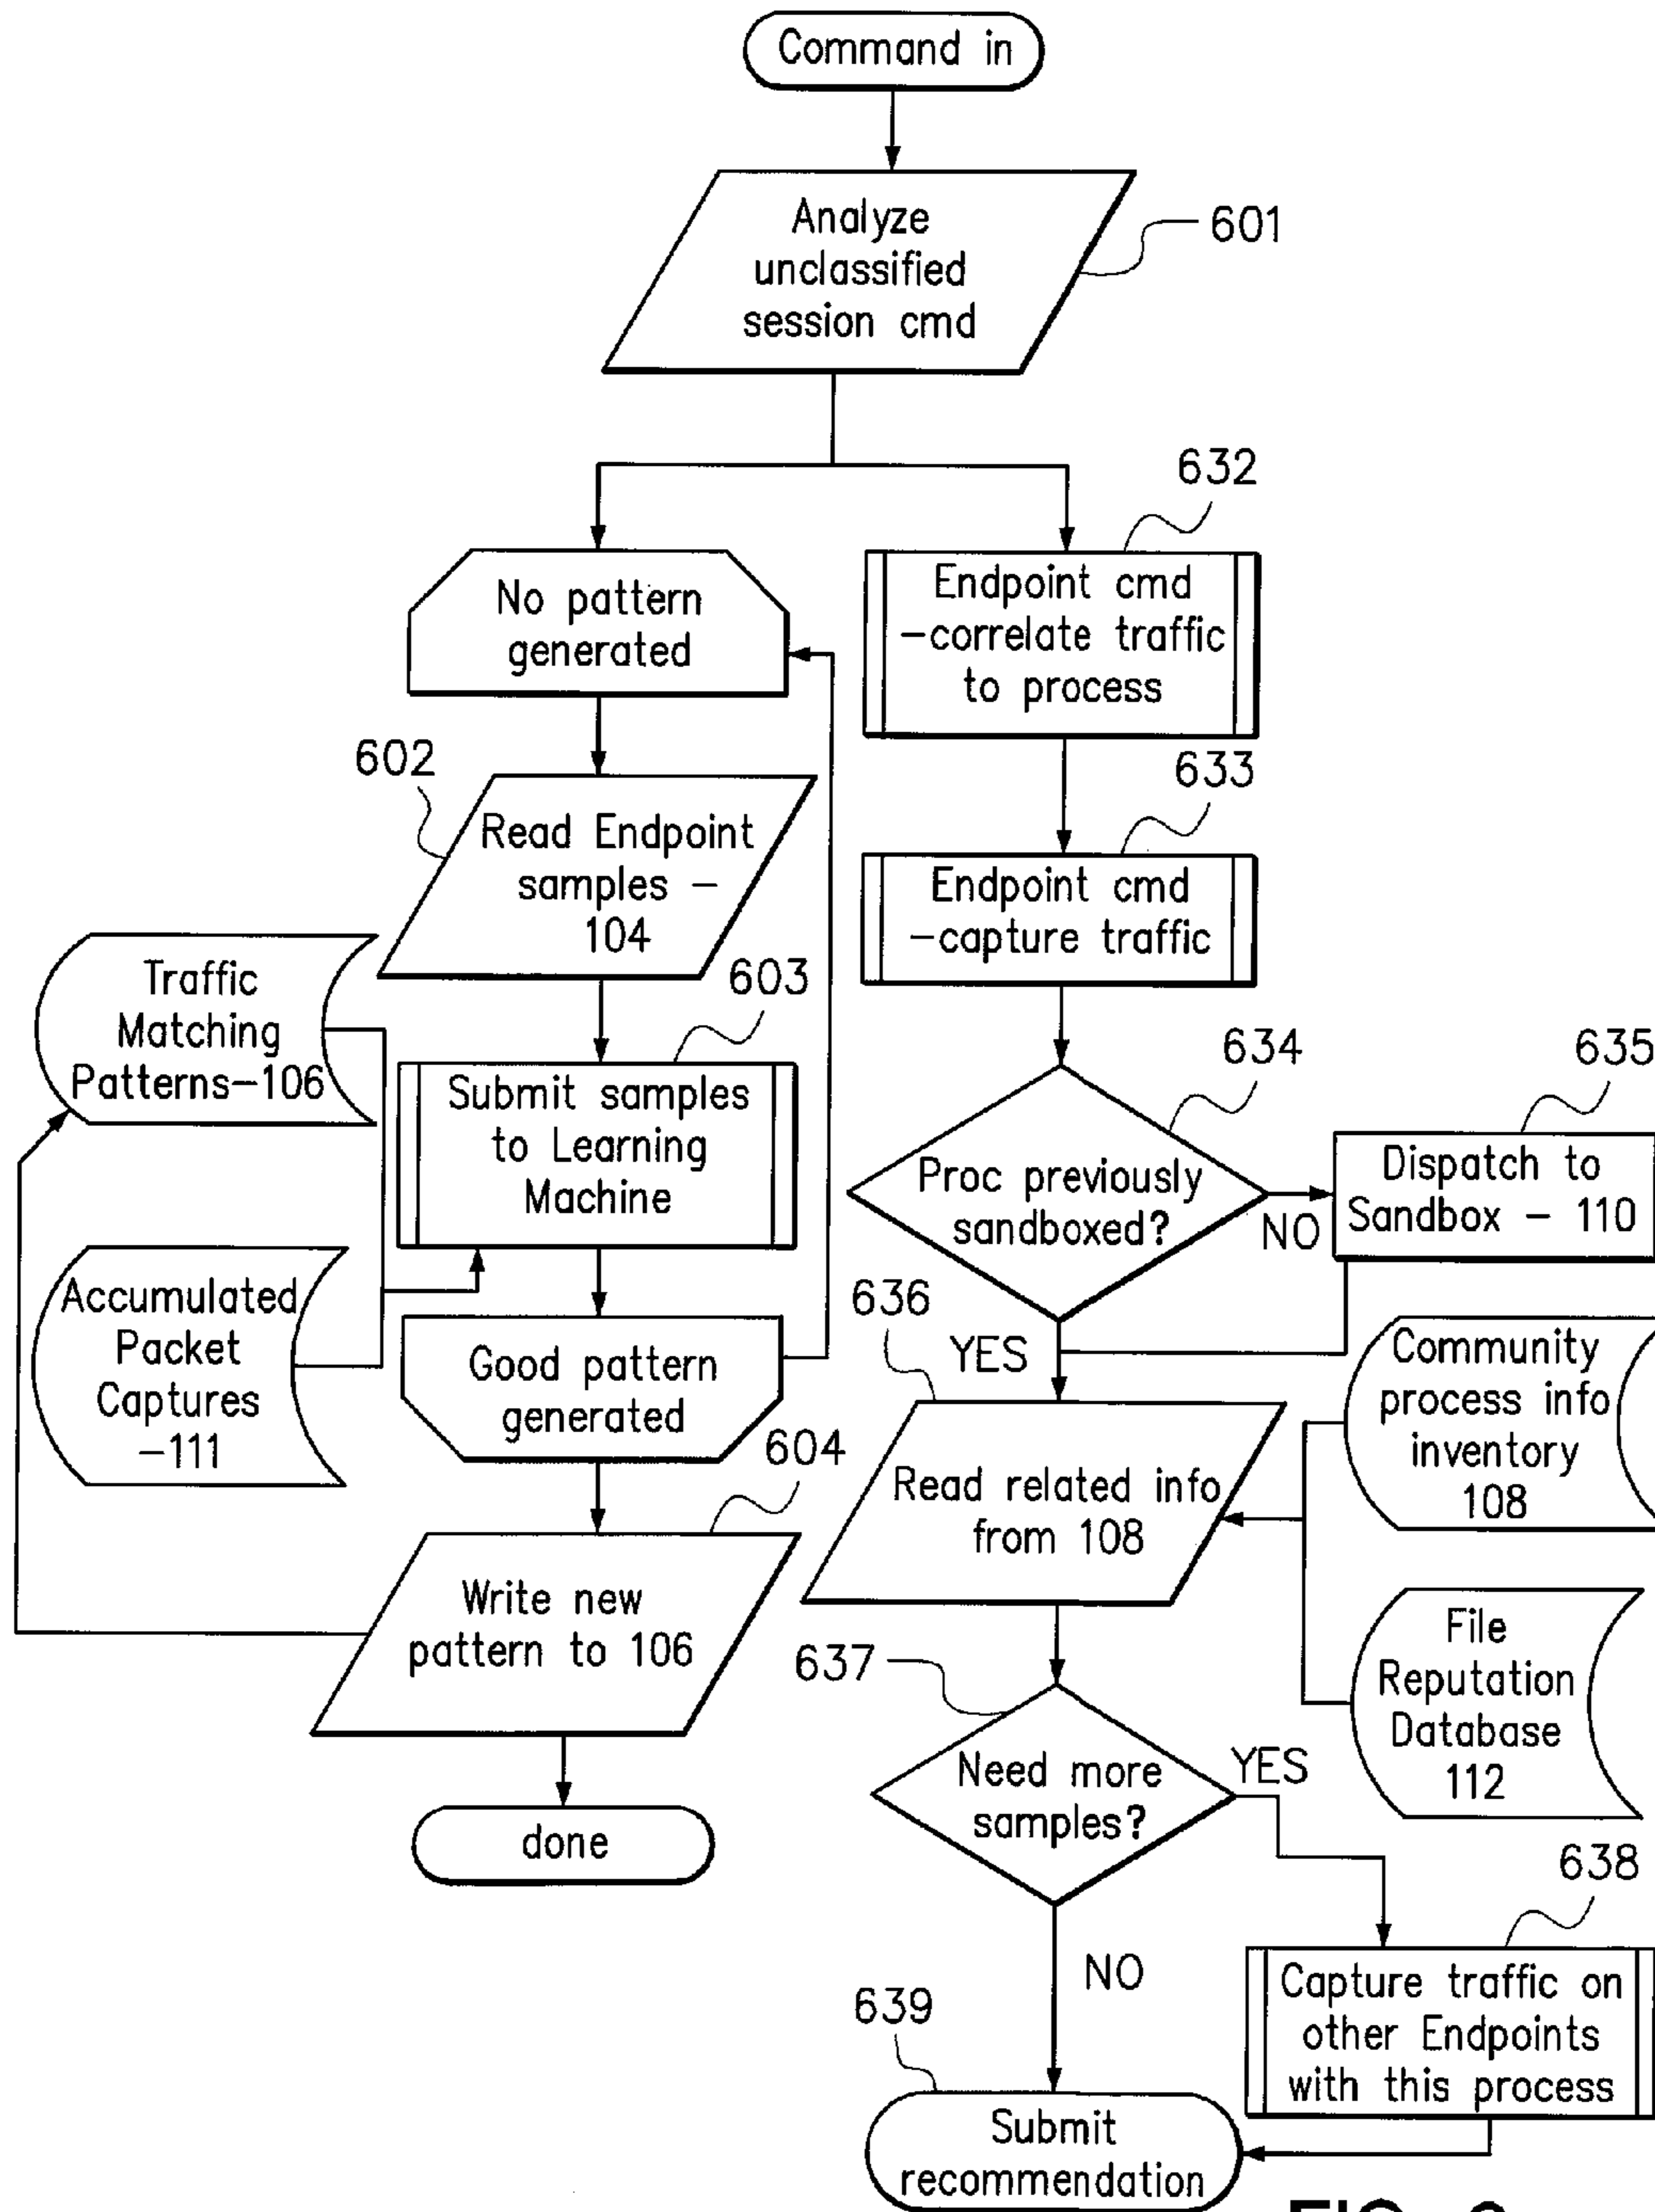 Command in
Analyze
unclassified
session cmd
601
No pattern
generated
632
Endpoint cmd
-correlate traffic
to process
602
Read Endpoint
samples -
104
633
Endpoint cmd
-capture traffic
Traffic
Matching
Patterns-106
603
Submit samples
to Learning
Machine
634
Proc previously
sandboxed?
NO
635
Dispatch to
Sandbox - 110
Accumulated
Packet
Captures
-111
Good pattern
generated
YES
636
Read related info
from 108
Community
process info
inventory
108
604
Write new
pattern to 106
File
Reputation
Database
112
637
Need more
samples?
YES
done
638
Capture traffic on
other Endpoints
with this process
NO
639
Submit
recommendation